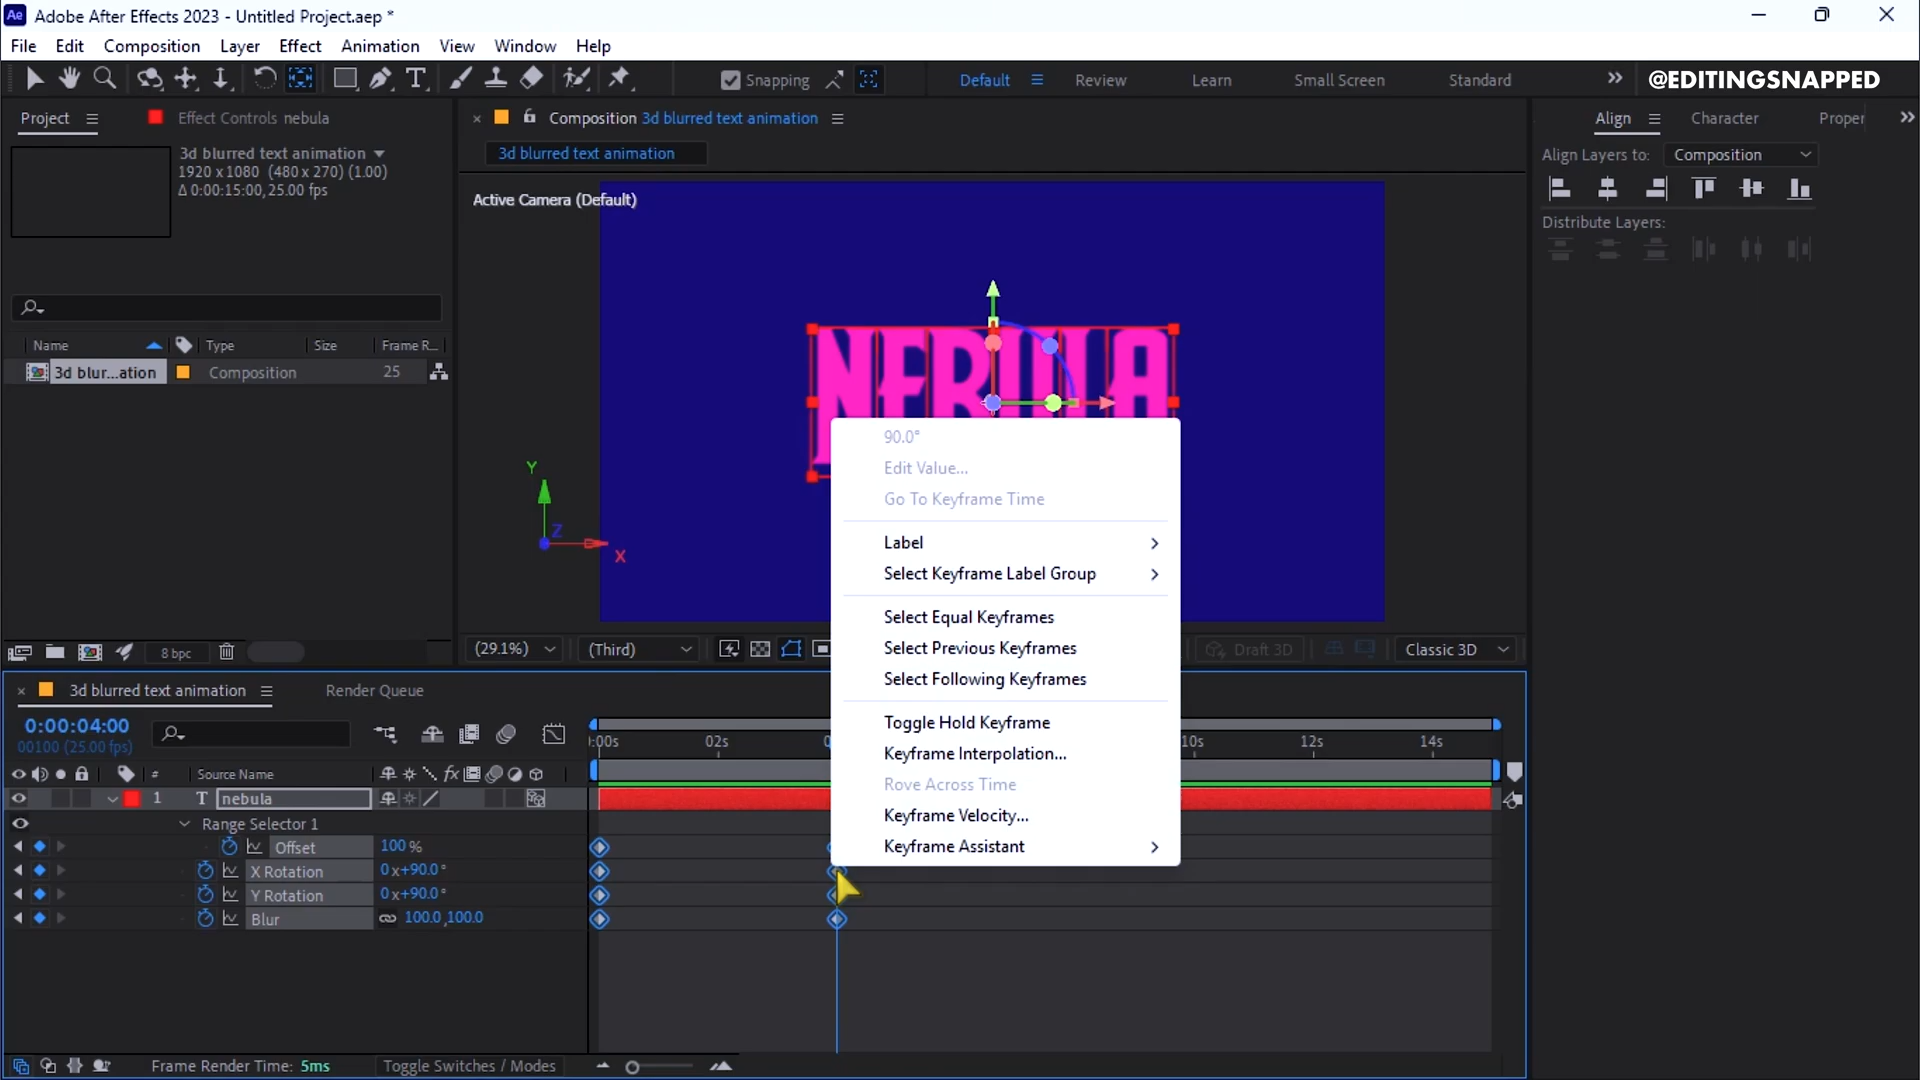 Ae Adobe After Effects 2023 - Untitled Project.aep *
File Edit Composition Layer Effect Animation View Window Help
Snapping Default Review Learn Small Screen Standard @EDITINGSNAPPED
Project Effect Controls nebula
Composition 3d blurred text animation
Align Character Proper
3d blurred text animation
1920 x 1080 (480 x 270) (1.00)
Δ 0:00:15:00, 25.00 fps
3d blurred text animation
Align Layers to: Composition
Active Camera (Default)
Distribute Layers:
NEBULA
Name Type Size Frame R...
3d blur...ation Composition 25
Y
Z
X
90.0°
Edit Value...
Go To Keyframe Time
Label
Select Keyframe Label Group
Select Equal Keyframes
Select Previous Keyframes
Select Following Keyframes
Toggle Hold Keyframe
Keyframe Interpolation...
Rove Across Time
Keyframe Velocity...
Keyframe Assistant
8 bpc (29.1%) (Third) Draft 3D Classic 3D
3d blurred text animation Render Queue
0:00:04:00
00100 (25.00 fps)
:00s 02s 10s 12s 14s
# Source Name fx
1 T nebula
Range Selector 1
Offset 100 %
X Rotation 0x+90.0°
Y Rotation 0x+90.0°
Blur 100.0,100.0
Frame Render Time: 5ms Toggle Switches / Modes